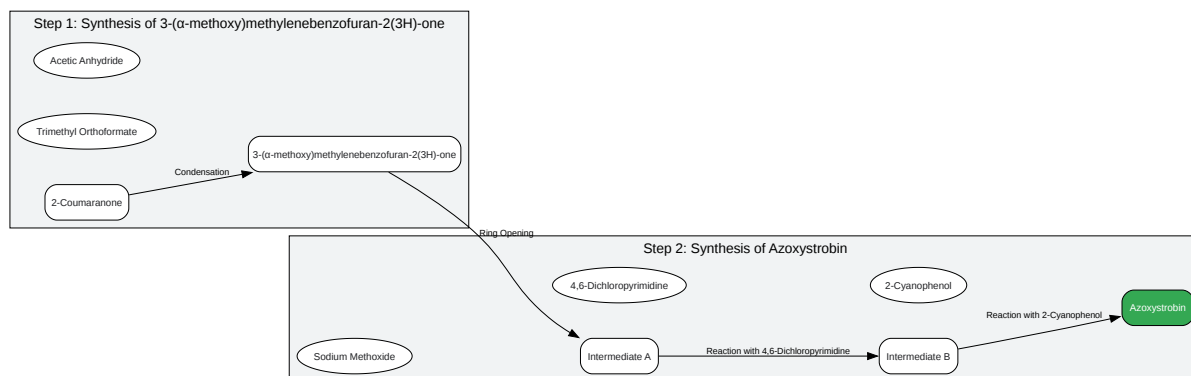 Step 1: Synthesis of 3-(α-methoxy)methylenebenzofuran-2(3H)-one
Acetic Anhydride
Trimethyl Orthoformate
3-(α-methoxy)methylenebenzofuran-2(3H)-one
Condensation
2-Coumaranone
Ring Opening
Step 2: Synthesis of Azoxystrobin
4,6-Dichloropyrimidine
2-Cyanophenol
Azoxystrobin
Reaction with 2-Cyanophenol
Sodium Methoxide
Intermediate A
Reaction with 4,6-Dichloropyrimidine
Intermediate B